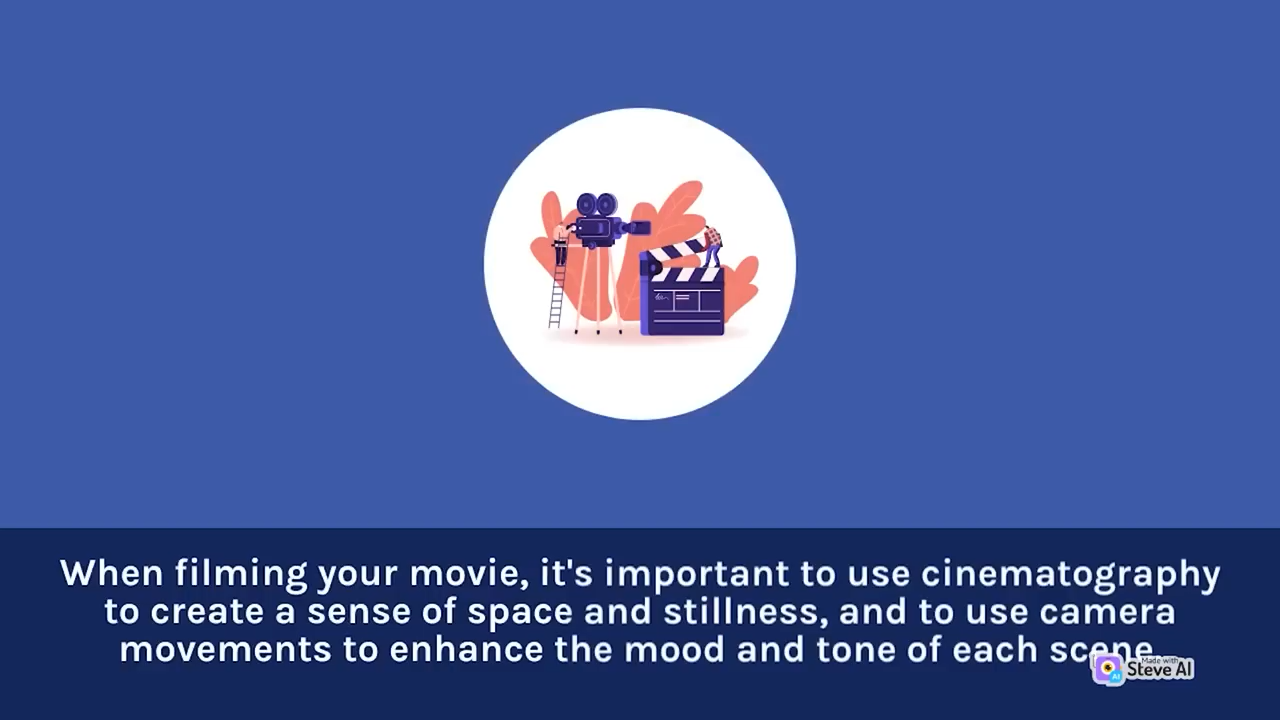 When filming your movie, it's important to use cinematography
to create a sense of space and stillness, and to use camera
movements to enhance the mood and tone of each scene
Made with
Steve AI
AI